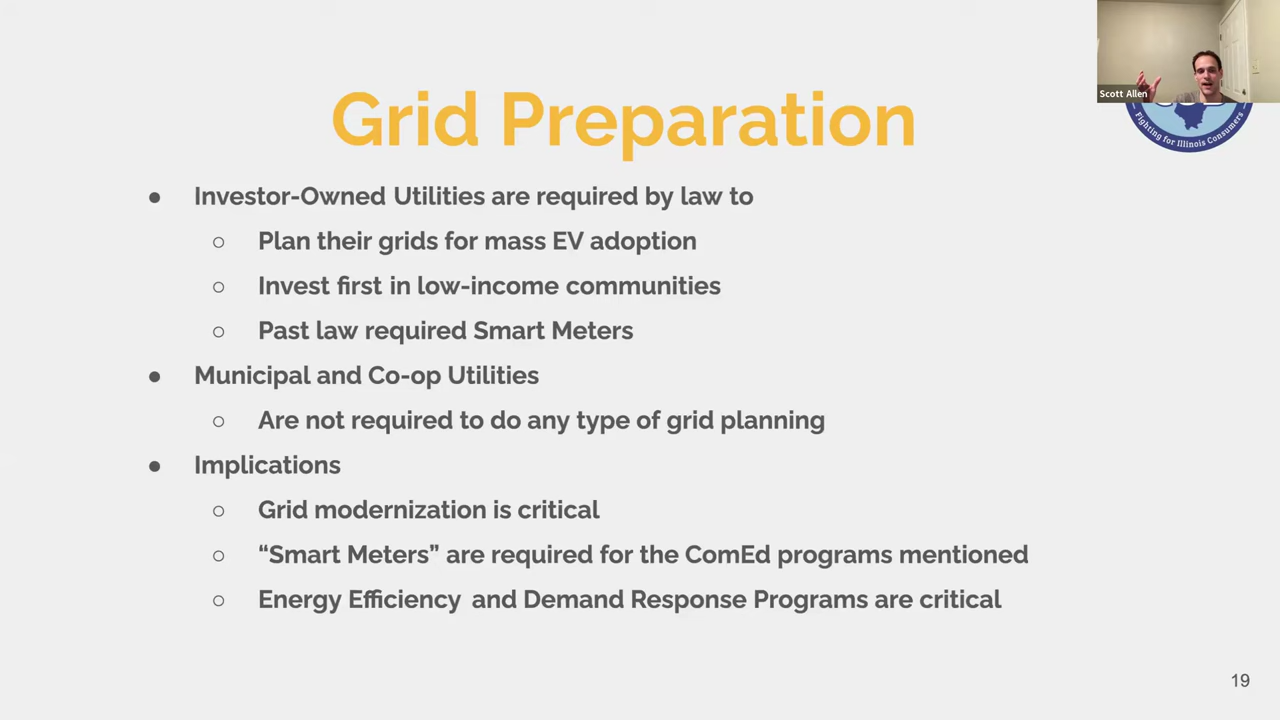 Scott Allen
Fighting for Illinois Consumers
Grid Preparation
● Investor-Owned Utilities are required by law to
○ Plan their grids for mass EV adoption
○ Invest first in low-income communities
○ Past law required Smart Meters
● Municipal and Co-op Utilities
○ Are not required to do any type of grid planning
● Implications
○ Grid modernization is critical
○ “Smart Meters” are required for the ComEd programs mentioned
○ Energy Efficiency and Demand Response Programs are critical
19